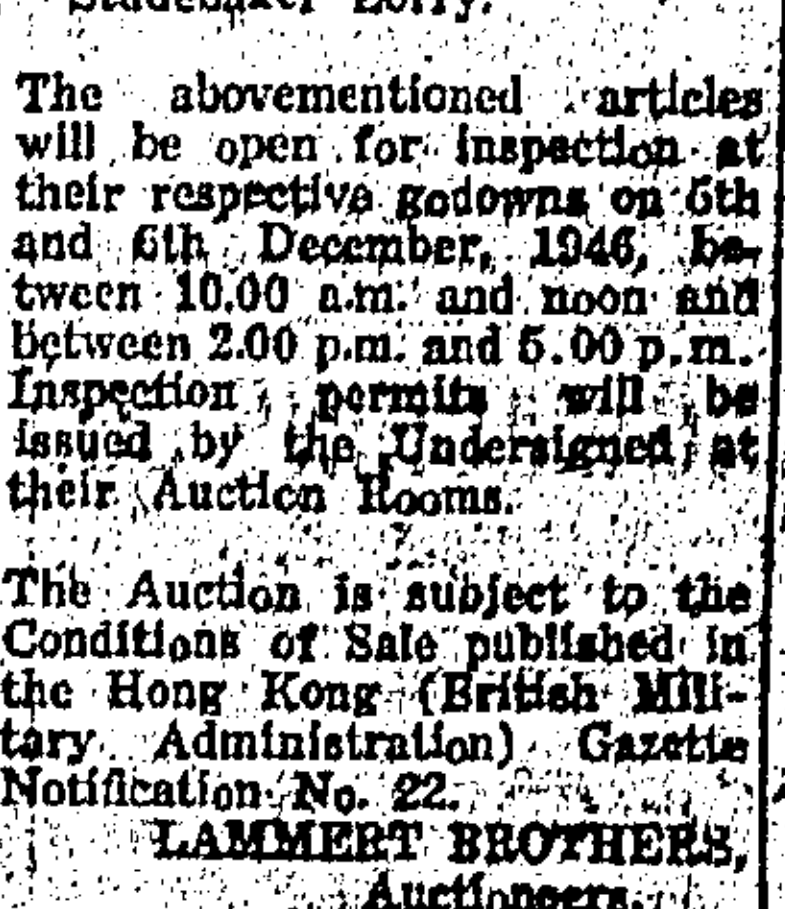 Studebaker Lorry.
The abovementioned articles
will be open for inspection at
their respective godowns on 5th
and 6th December, 1946, be-
tween 10.00 a.m. and noon and
between 2.00 p.m. and 5.00 p.m.
Inspection permits will be
issued by the Undersigned at
their Auction Rooms.
The Auction is subject to the
Conditions of Sale published in
the Hong Kong (British Mili-
tary Administration) Gazette
Notification No. 22.
LAMMERT BROTHERS,
Auctioneers.